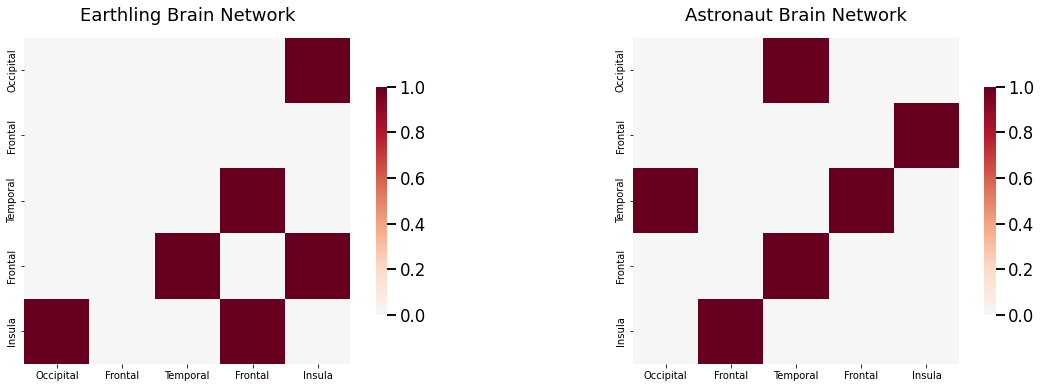 Earthling Brain Network
Occipital
Frontal
Temporal
Frontal
Insula
Occipital Frontal Temporal Frontal Insula
1.0
0.8
0.6
0.4
0.2
0.0
Astronaut Brain Network
Occipital
Frontal
Temporal
Frontal
Insula
Occipital Frontal Temporal Frontal Insula
1.0
0.8
0.6
0.4
0.2
0.0